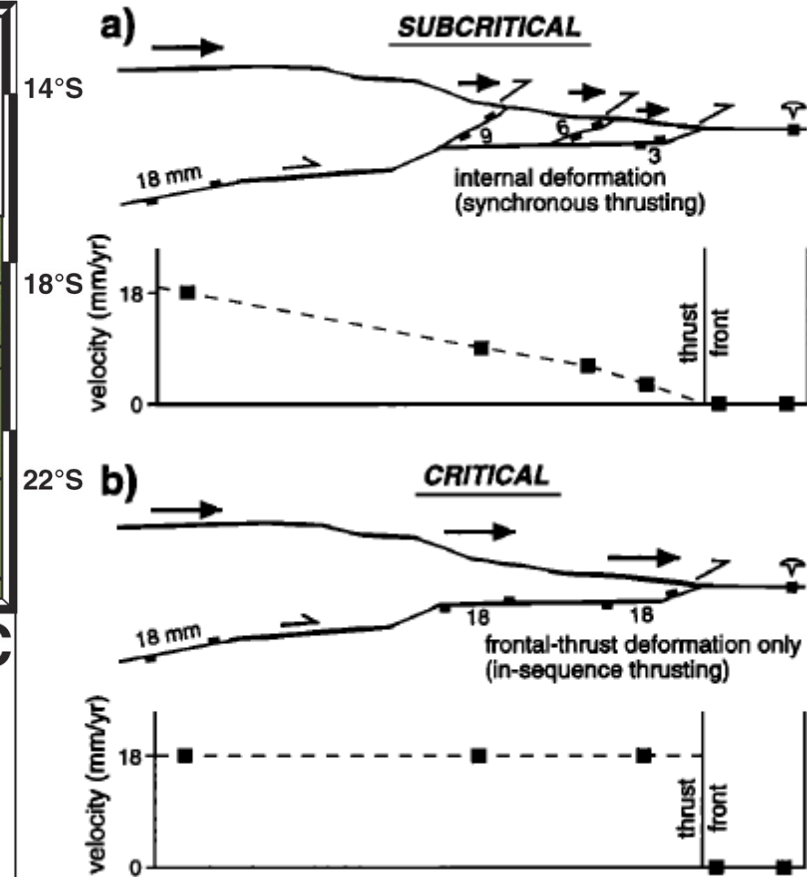 14°S
18°S
22°S
C
a)
SUBCRITICAL
9
6
3
18 mm
internal deformation
(synchronous thrusting)
velocity (mm/yr)
18
0
thrust
front
b)
CRITICAL
18 mm
18
18
frontal-thrust deformation only
(in-sequence thrusting)
velocity (mm/yr)
18
0
thrust
front